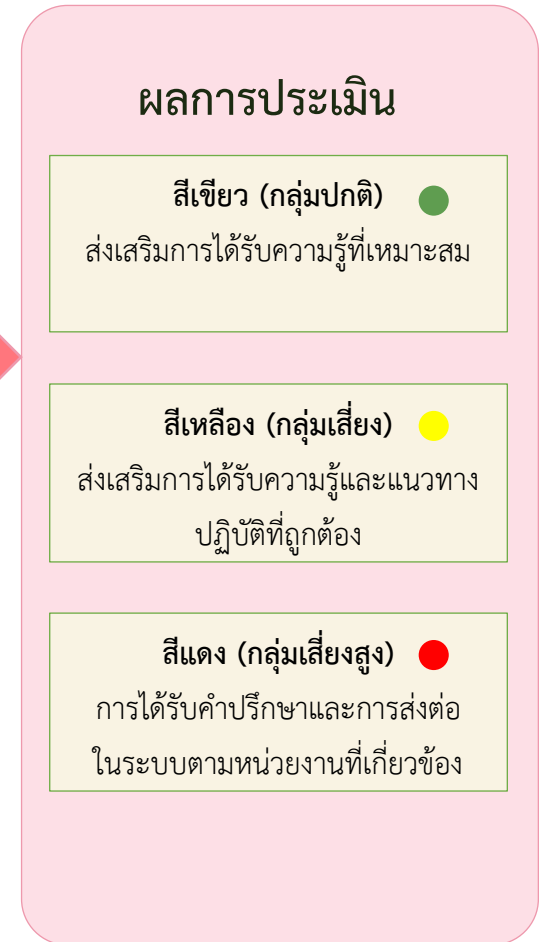 ผลการประเมิน
สีเขียว (กลุ่มปกติ)
ส่งเสริมการได้รับความรู้ที่เหมาะสม
สีเหลือง (กลุ่มเสี่ยง)
ส่งเสริมการได้รับความรู้และแนวทาง
ปฏิบัติที่ถูกต้อง
สีแดง (กลุ่มเสี่ยงสูง)
การได้รับคำปรึกษาและการส่งต่อ
ในระบบตามหน่วยงานที่เกี่ยวข้อง